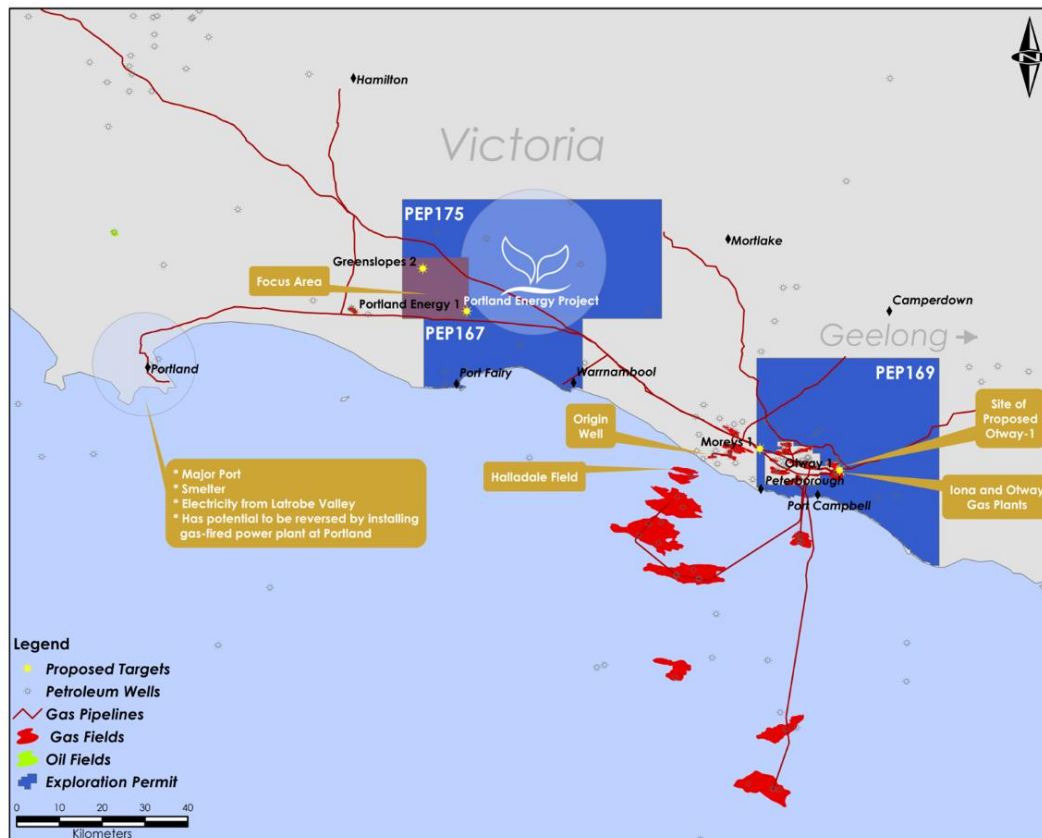 Hamilton
Victoria
PEP175
Greenslopes 2
Mortlake
Focus Area
Portland Energy 1
Portland Energy Project
Camperdown
PEP167
Geelong
Portland
Port Fairy
Warrnambool
PEP169
Origin
Well
Site of
Proposed
Otway-1
Moreys 1
Otway 1
Halladale Field
Peterborough
Iona and Otway
Gas Plants
Port Campbell
* Major Port
* Smelter
* Electricity from Latrobe Valley
* Has potential to be reversed by installing
gas-fired power plant at Portland
N
Legend
Proposed Targets
Petroleum Wells
Gas Pipelines
Gas Fields
Oil Fields
Exploration Permit
0 10 20 30 40
Kilometers